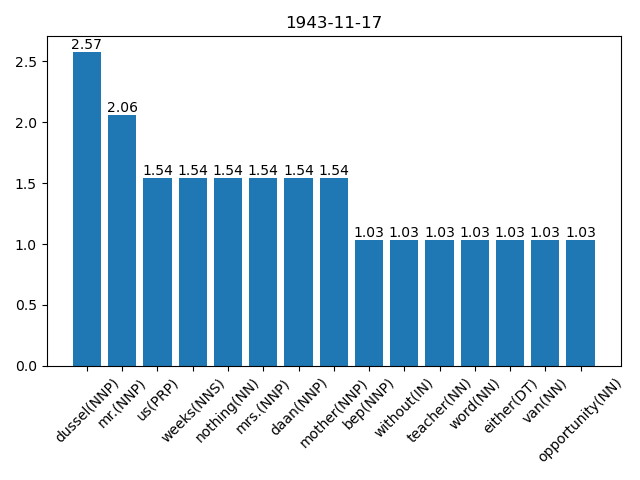 1943-11-17
2.57
2.06
1.54 1.54 1.54 1.54 1.54 1.54
1.03 1.03 1.03 1.03 1.03 1.03 1.03
2.5
2.0
1.5
1.0
0.5
0.0
dussel(NNP)
mr.(NNP)
us(PRP)
weeks(NNS)
nothing(NN)
mrs.(NNP)
daan(NNP)
mother(NNP)
bep(NNP)
without(IN)
teacher(NN)
word(NN)
either(DT)
van(NN)
opportunity(NN)